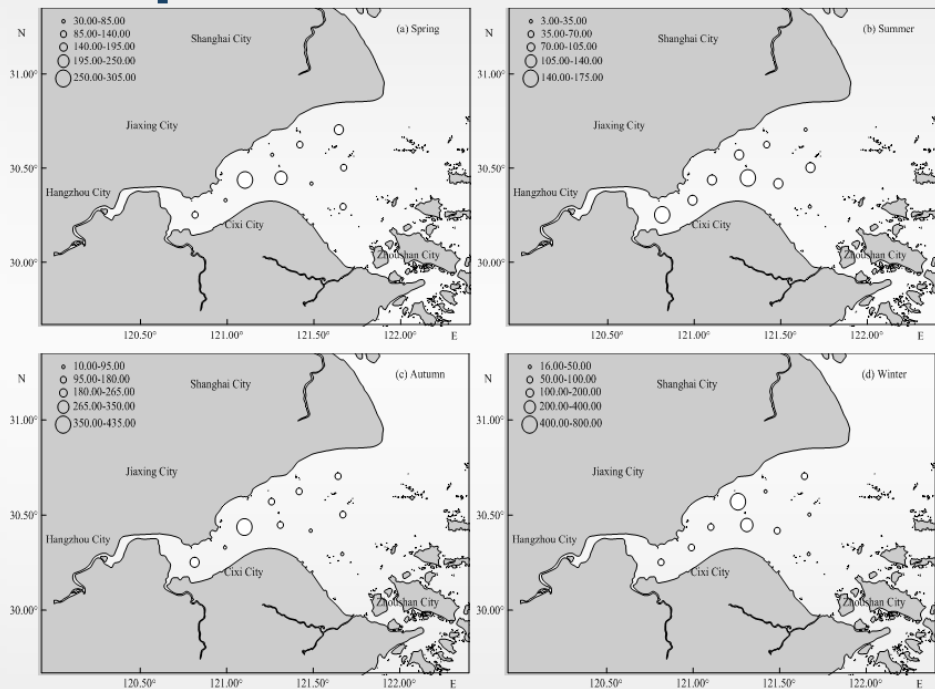 N
30.00-85.00
85.00-140.00
140.00-195.00
195.00-250.00
250.00-305.00
Shanghai City
(a) Spring
31.00°
Jiaxing City
30.50°
Hangzhou City
Cixi City
30.00°
Zhoushan City
120.50°
121.00°
121.50°
122.00°
E
N
3.00-35.00
35.00-70.00
70.00-105.00
105.00-140.00
140.00-175.00
Shanghai City
(b) Summer
31.00°
Jiaxing City
30.50°
Hangzhou City
Cixi City
30.00°
Zhoushan City
120.50°
121.00°
121.50°
122.00°
E
N
10.00-95.00
95.00-180.00
180.00-265.00
265.00-350.00
350.00-435.00
Shanghai City
(c) Autumn
31.00°
Jiaxing City
30.50°
Hangzhou City
Cixi City
30.00°
Zhoushan City
120.50°
121.00°
121.50°
122.00°
E
N
16.00-50.00
50.00-100.00
100.00-200.00
200.00-400.00
400.00-800.00
Shanghai City
(d) Winter
31.00°
Jiaxing City
30.50°
Hangzhou City
Cixi City
30.00°
Zhoushan City
120.50°
121.00°
121.50°
122.00°
E